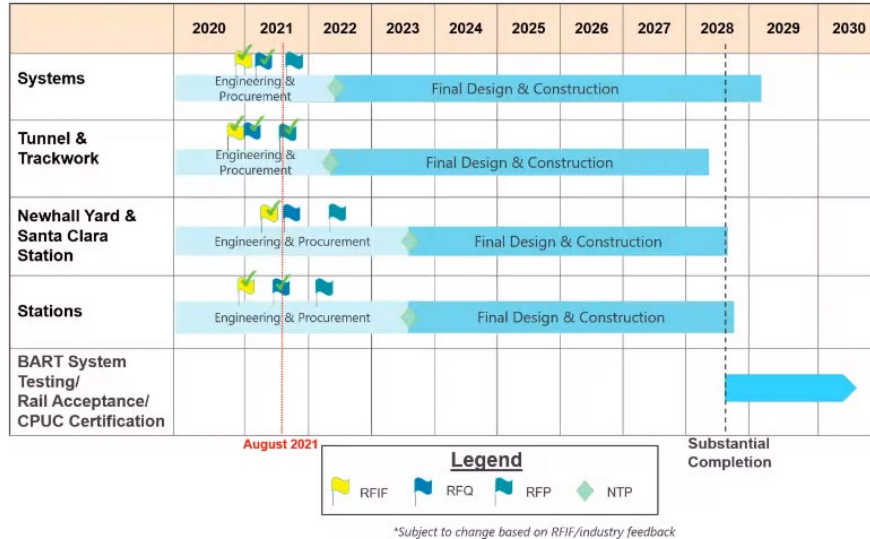 2020 2021 2022 2023 2024 2025 2026 2027 2028 2029 2030
Systems
Engineering &
Procurement
Final Design & Construction
Tunnel &
Trackwork
Engineering &
Procurement
Final Design & Construction
Newhall Yard &
Santa Clara
Station
Engineering & Procurement
Final Design & Construction
Stations
Engineering & Procurement
Final Design & Construction
BART System
Testing/
Rail Acceptance/
CPUC Certification
August 2021
Substantial
Completion
Legend
RFIF RFQ RFP NTP
*Subject to change based on RFIF/industry feedback